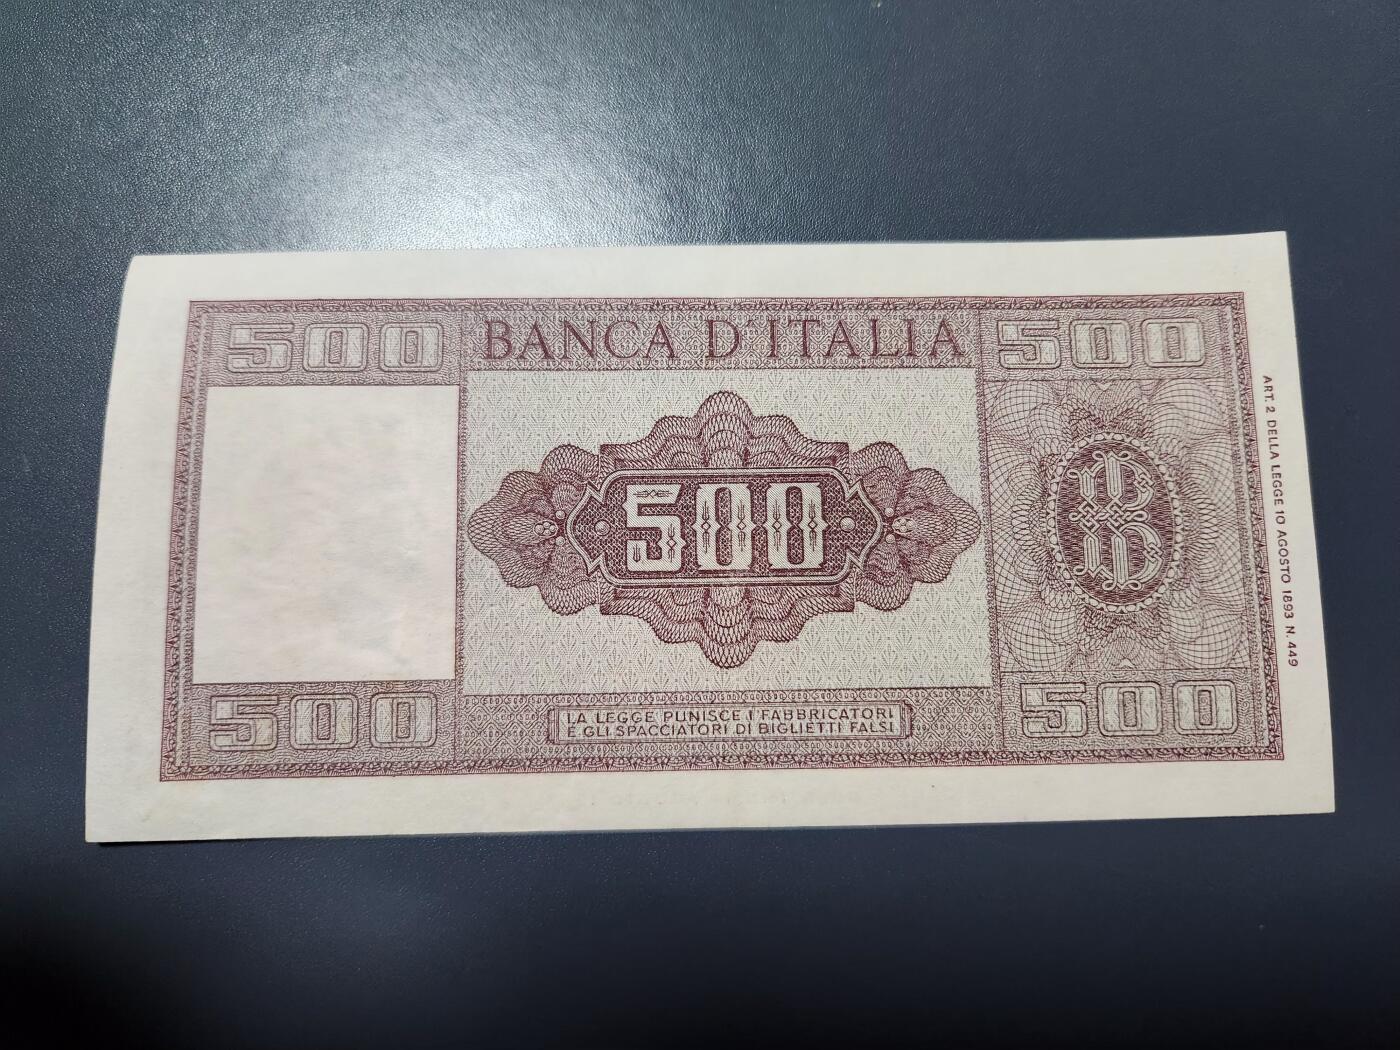 500 BANCA D'ITALIA 500
500
B
500 500
LA LEGGE PUNISCE I FABBRICATORI
E GLI SPACCIATORI DI BIGLIETTI FALSI
ART. 2 DELLA LEGGE 10 AGOSTO 1893 N. 449